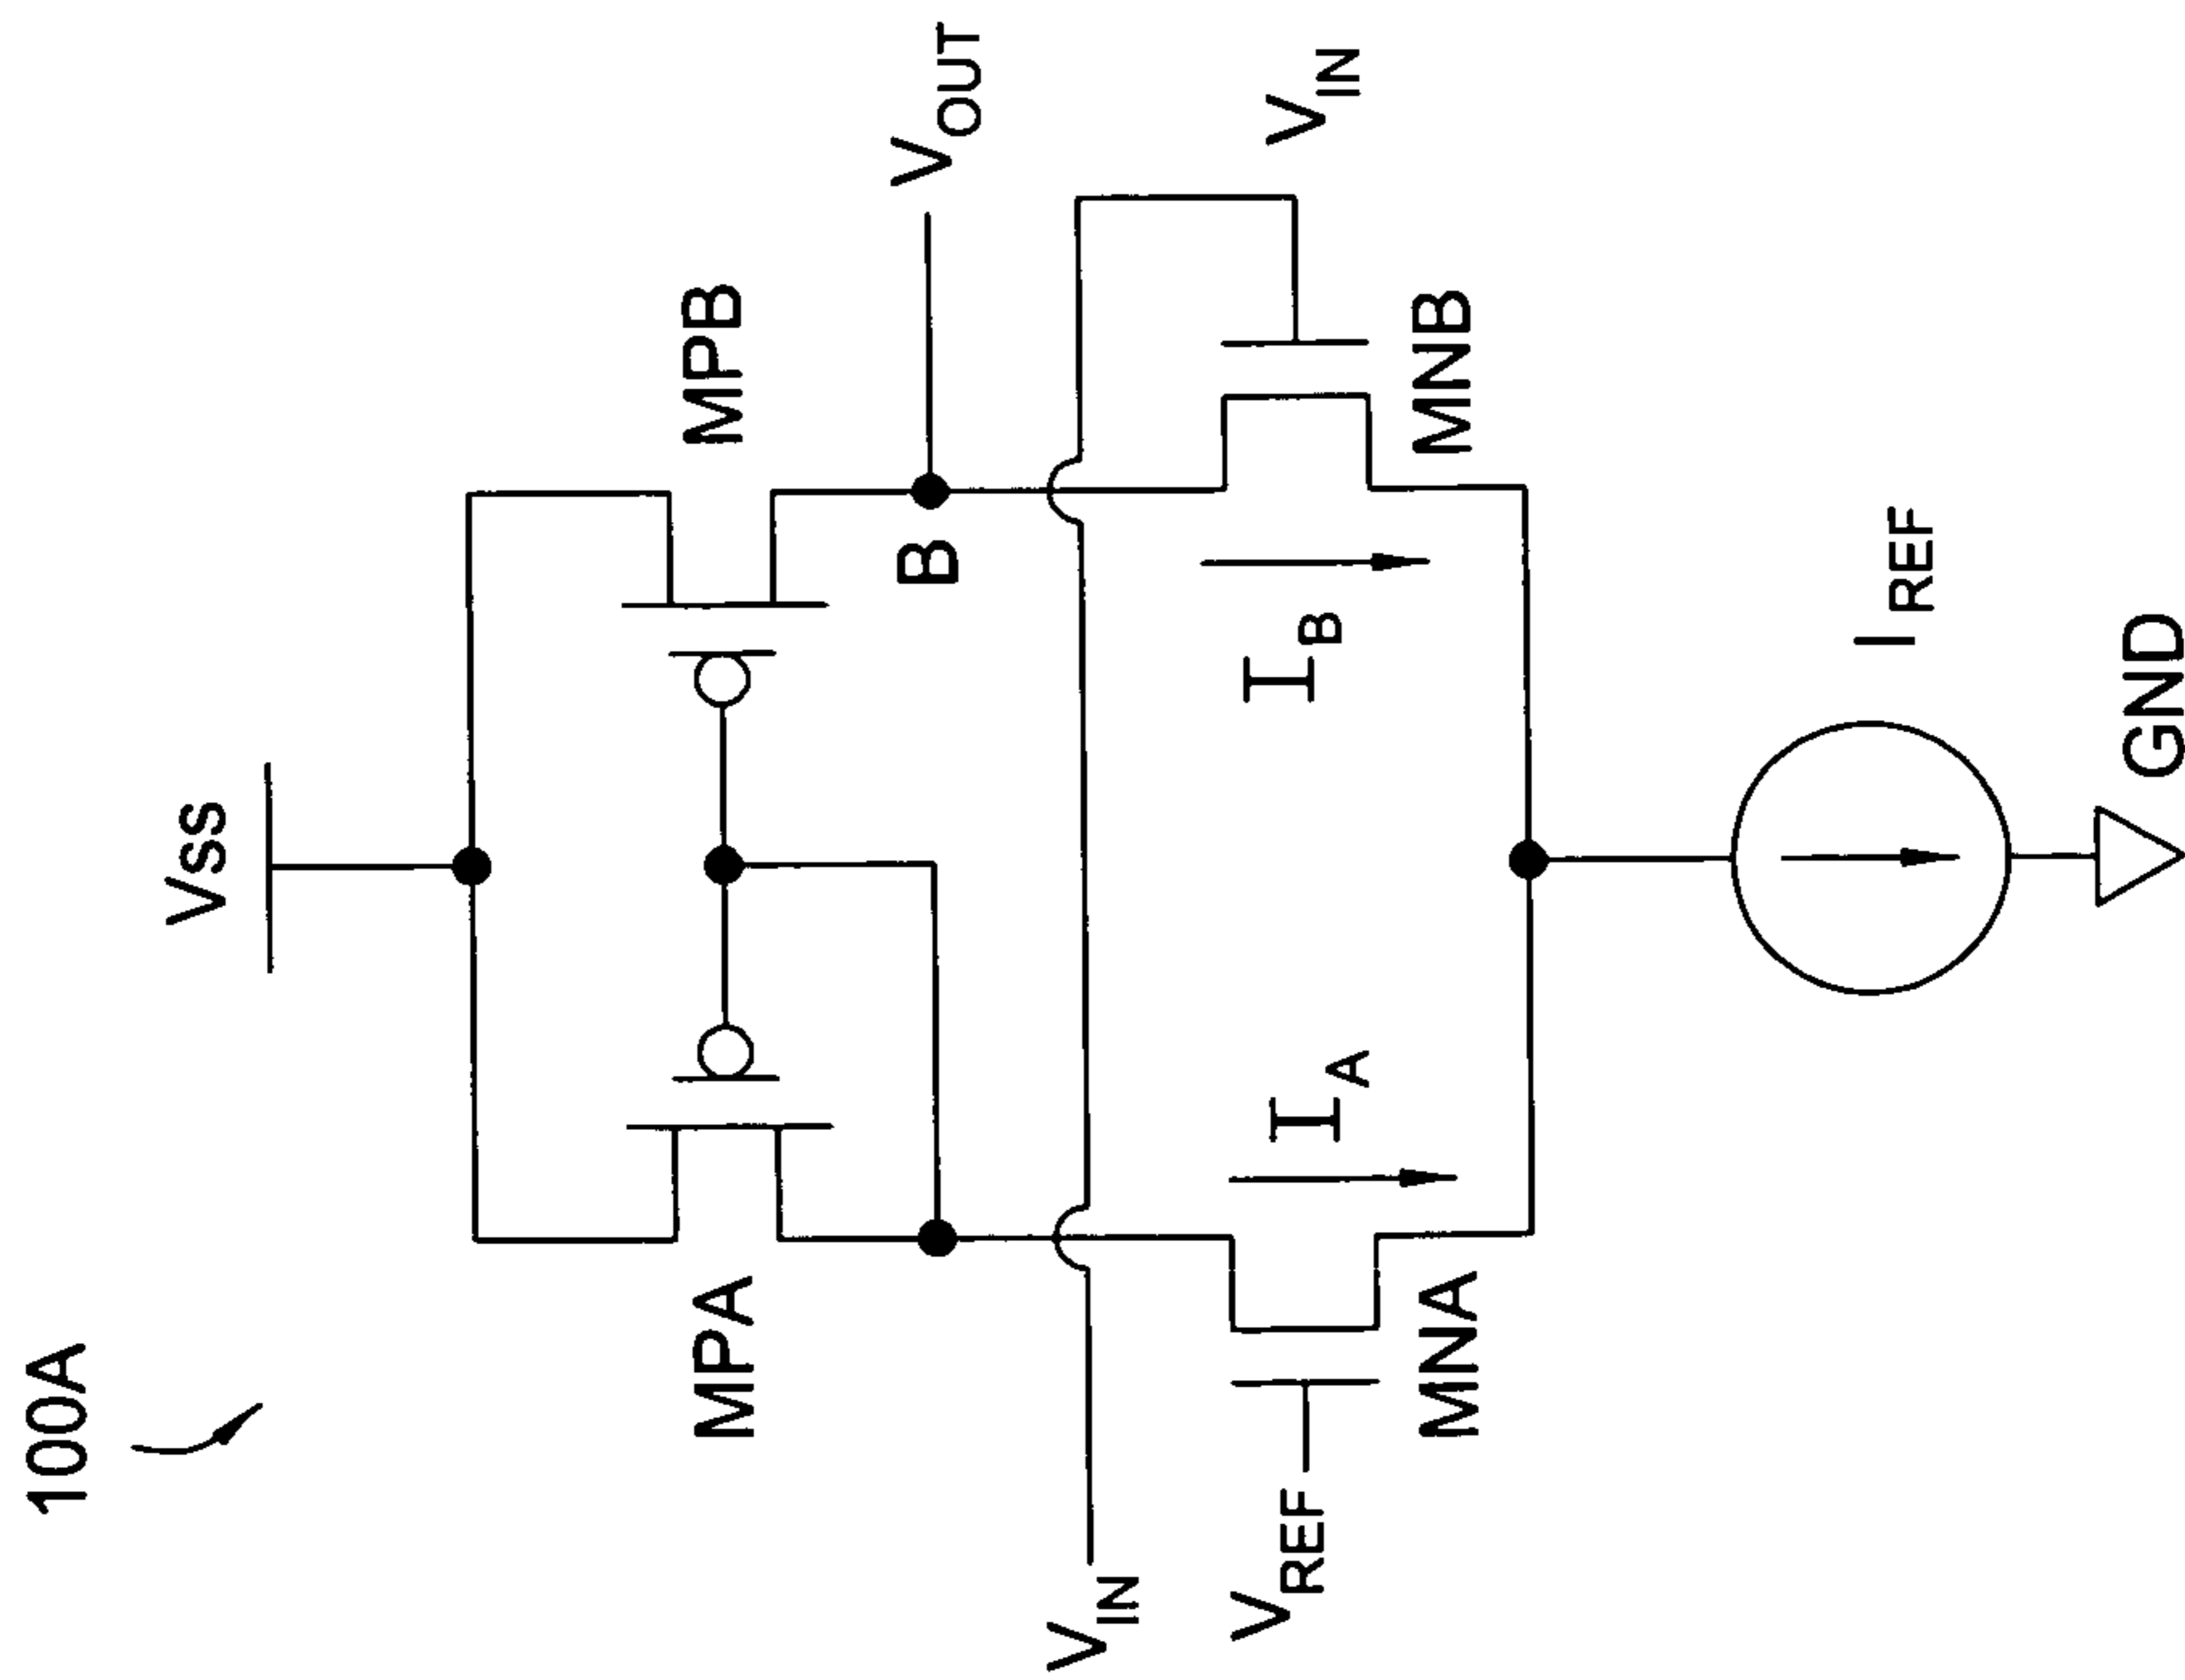 100A
VSS
MPA
MPB
B
VOUT
VIN
VIN
VREF
IA
IB
MNA
MNB
IREF
GND